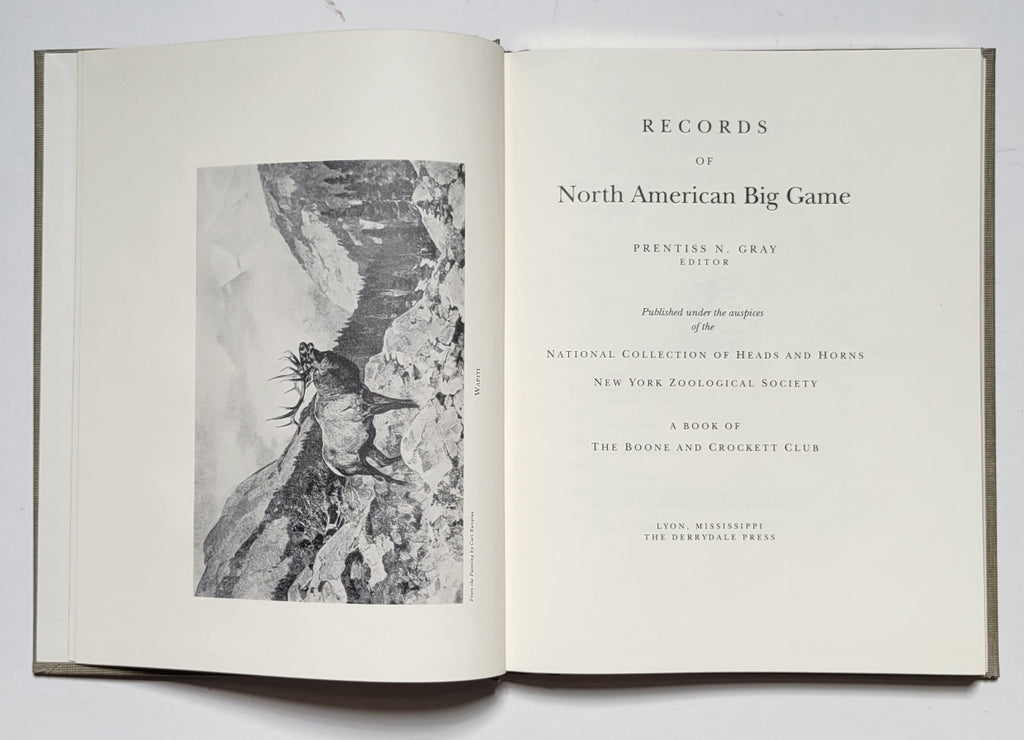 WAPITI
From the Painting by Carl Rungius
RECORDS
OF
North American Big Game
PRENTISS N. GRAY
EDITOR
Published under the auspices
of the
NATIONAL COLLECTION OF HEADS AND HORNS
NEW YORK ZOOLOGICAL SOCIETY
A BOOK OF
THE BOONE AND CROCKETT CLUB
LYON, MISSISSIPPI
THE DERRYDALE PRESS